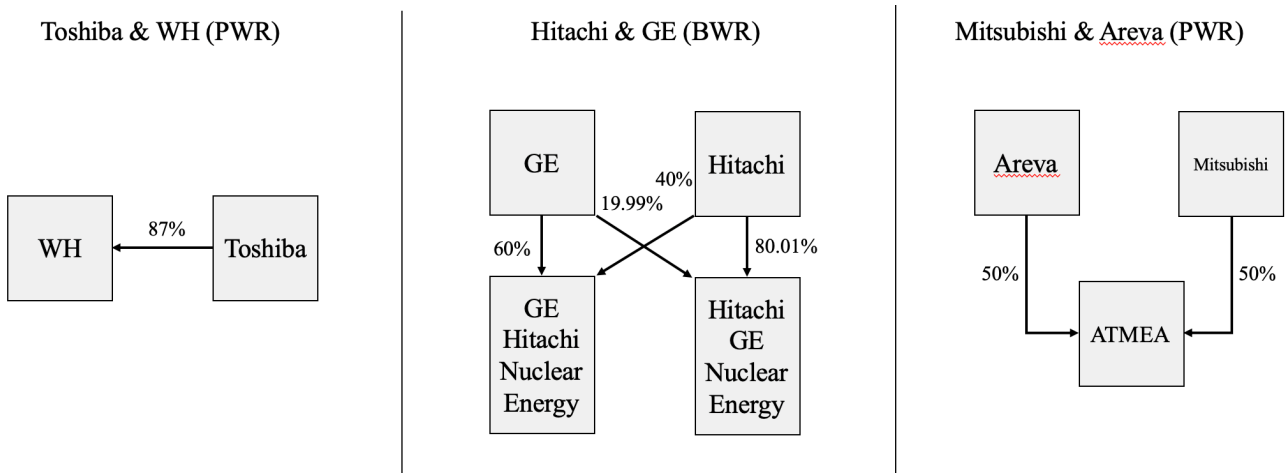 Toshiba & WH (PWR)
WH
87%
Toshiba
Hitachi & GE (BWR)
GE
Hitachi
40%
19.99%
60%
80.01%
GE
Hitachi
Nuclear
Energy
Hitachi
GE
Nuclear
Energy
Mitsubishi & Areva (PWR)
Areva
Mitsubishi
50%
50%
ATMEA